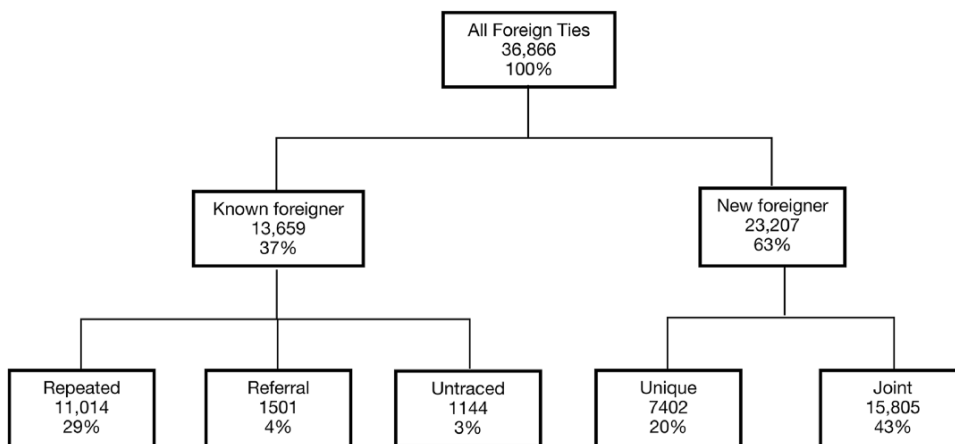 All Foreign Ties
36,866
100%
Known foreigner
13,659
37%
New foreigner
23,207
63%
Repeated
11,014
29%
Referral
1501
4%
Untraced
1144
3%
Unique
7402
20%
Joint
15,805
43%